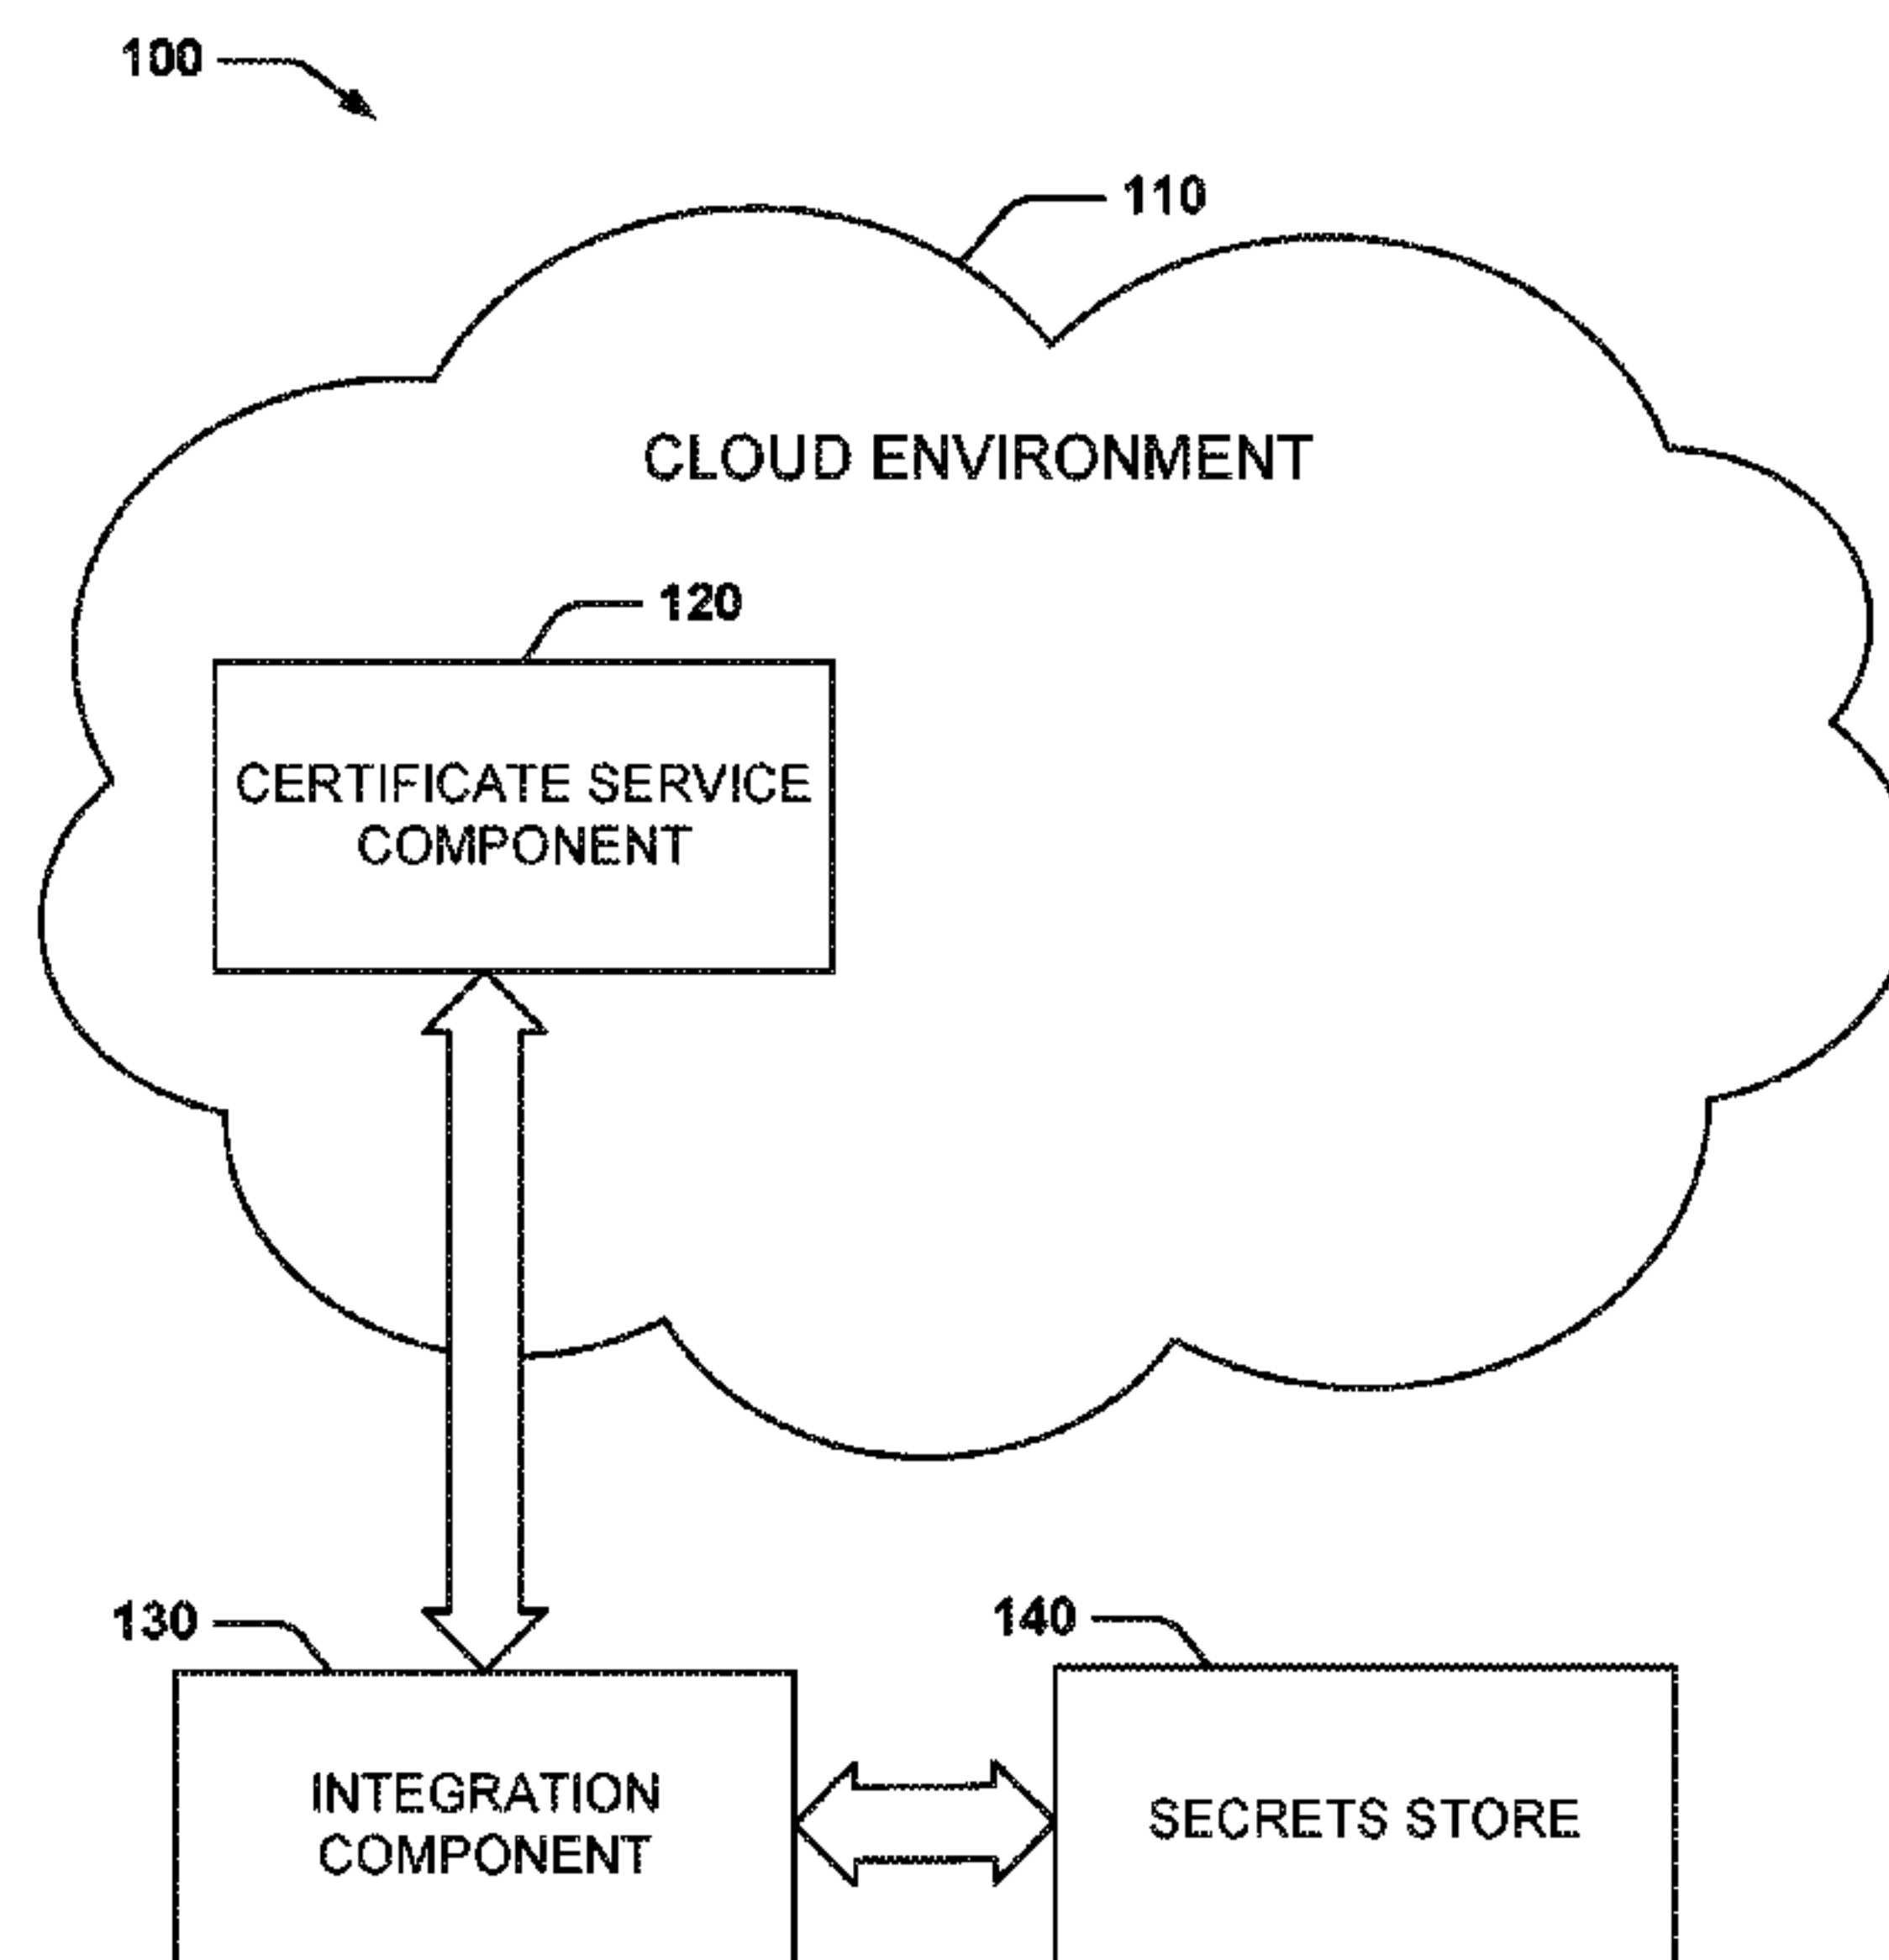 100
110
CLOUD ENVIRONMENT
120
CERTIFICATE SERVICE
COMPONENT
130
140
INTEGRATION
COMPONENT
SECRETS STORE